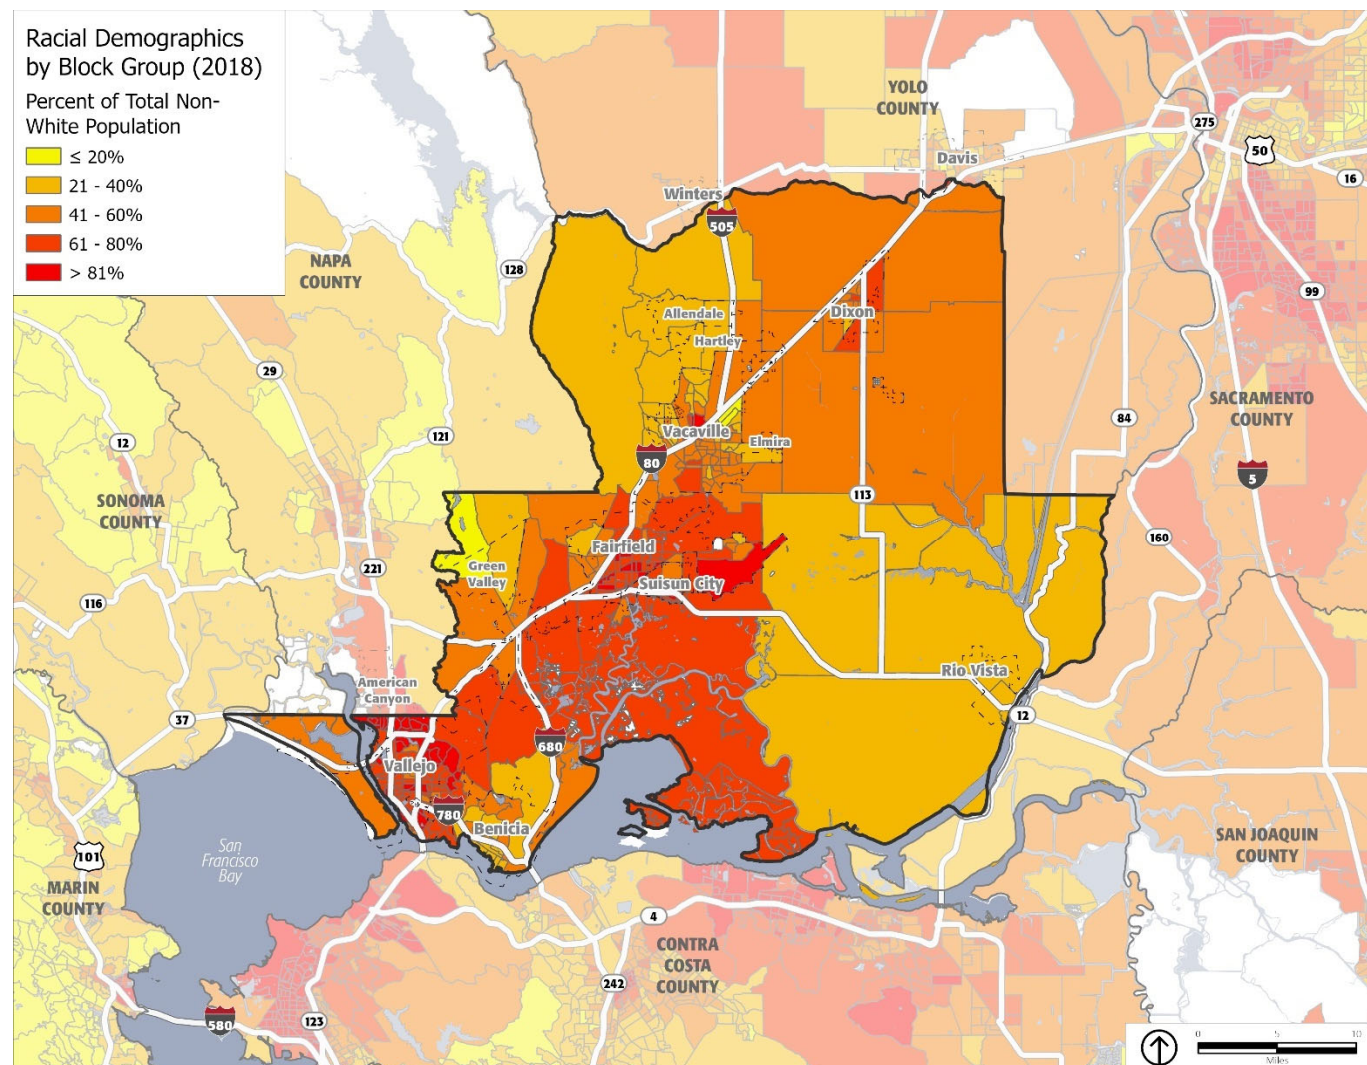 Racial Demographics
by Block Group (2018)
Percent of Total Non-
White Population
≤ 20%
21 - 40%
41 - 60%
61 - 80%
> 81%
YOLO
COUNTY
Davis
275
50
16
Winters
505
NAPA
COUNTY
128
99
Allendale
Dixon
Hartley
29
SACRAMENTO
COUNTY
84
12
121
Vacaville
Elmira
80
5
SONOMA
COUNTY
113
160
Fairfield
221
Green
Valley
Suisun City
116
Rio Vista
American
Canyon
37
12
680
Vallejo
780
Benicia
San
Francisco
Bay
101
MARIN
COUNTY
SAN JOAQUIN
COUNTY
4
CONTRA
COSTA
COUNTY
242
580
123
0
5
10
Miles